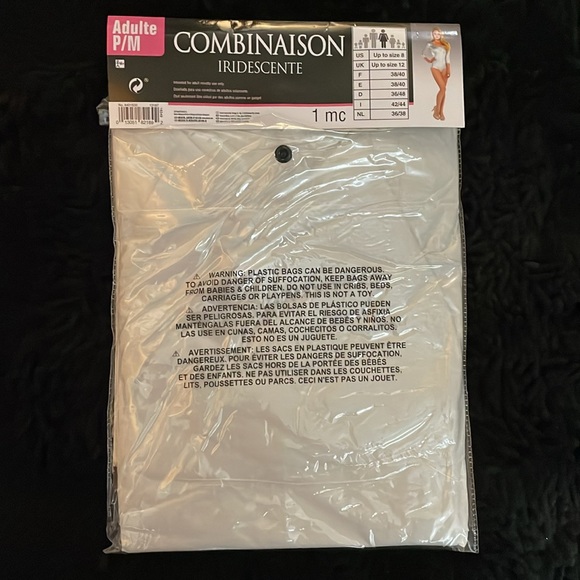 Adulte
P/M
COMBINAISON
IRIDESCENTE
1 mc
US Up to size 8
UK Up to size 12
F 38/40
E 38/40
D 36/48
I 42/44
NL 36/38
⚠ WARNING: PLASTIC BAGS CAN BE DANGEROUS.
TO AVOID DANGER OF SUFFOCATION, KEEP BAGS AWAY
FROM BABIES & CHILDREN. DO NOT USE IN CRIBS, BEDS,
CARRIAGES OR PLAYPENS. THIS IS NOT A TOY.
⚠ ADVERTENCIA: LAS BOLSAS DE PLÁSTICO PUEDEN
SER PELIGROSAS. PARA EVITAR EL RIESGO DE ASFIXIA
MANTÉNGALAS FUERA DEL ALCANCE DE BEBÉS Y NIÑOS. NO
LAS USE EN CUNAS, CAMAS, COCHECITOS O CORRALITOS.
ESTO NO ES UN JUGUETE.
⚠ AVERTISSEMENT: LES SACS EN PLASTIQUE PEUVENT ÊTRE
DANGEREUX. POUR ÉVITER LES DANGERS DE SUFFOCATION,
GARDEZ LES SACS HORS DE LA PORTÉE DES BÉBÉS
ET DES ENFANTS. NE PAS UTILISER DANS LES COUCHETTES,
LITS, POUSSETTES OU PARCS. CECI N'EST PAS UN JOUET.